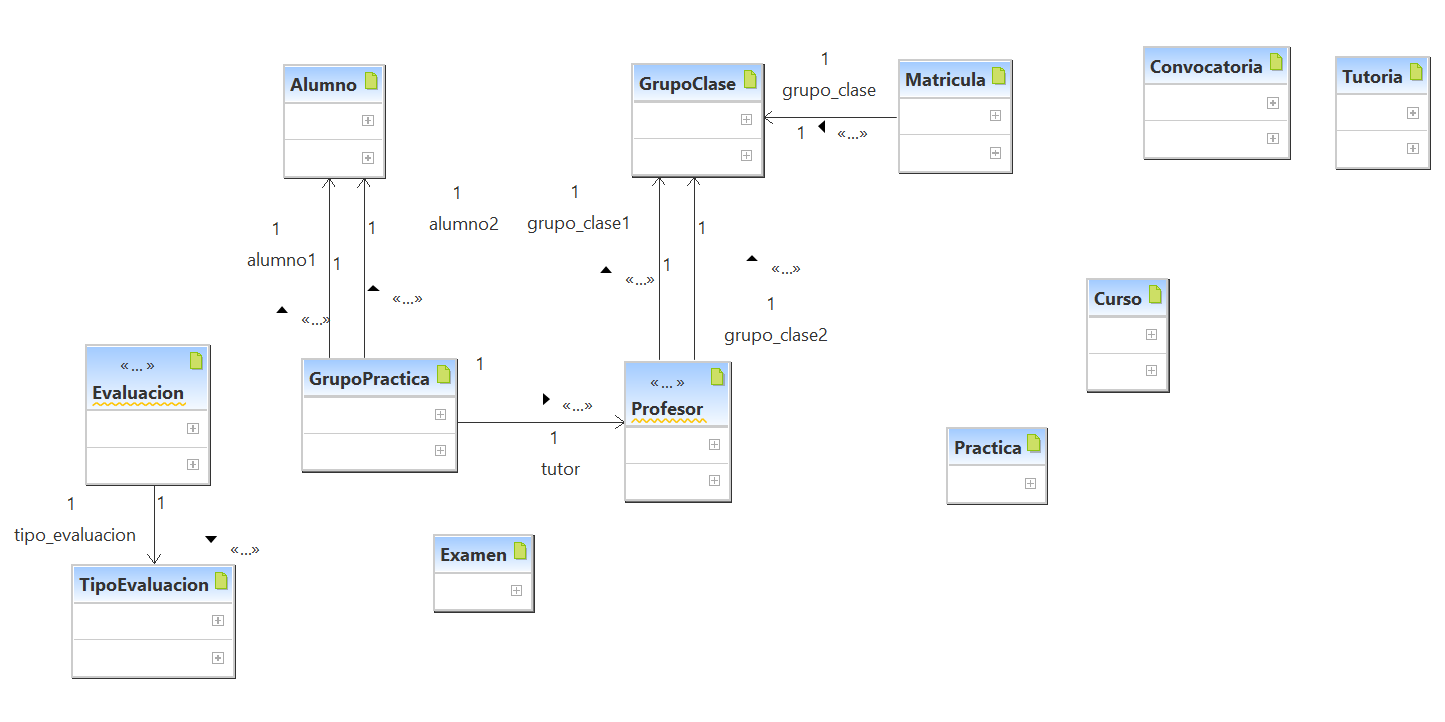 Alumno
GrupoClase
1
grupo_clase
1
«...»
Matricula
Convocatoria
Tutoria
1
alumno1
1
«...»
1
1
alumno2
«...»
1
grupo_clase1
1
«...»
1
«...»
1
grupo_clase2
Curso
«...»
Evaluacion
GrupoPractica
1
«...»
1
tutor
«...»
Profesor
Practica
1
tipo_evaluacion
1
«...»
TipoEvaluacion
Examen